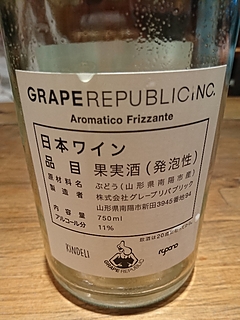 GRAPEREPUBLIC INC.
Aromatico Frizzante
日本ワイン
品目 果実酒(発泡性)
原材料 ぶどう(山形県南陽市産)
製造者 株式会社グレープリパブリック
山形県南陽市新田3945番地94
内容量 750ml
アルコール分 11%
KINDELI
GRAPE REPUBLIC